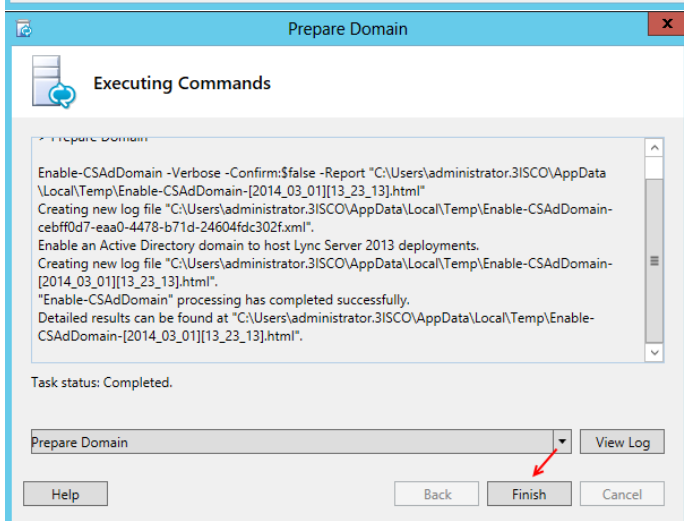 Prepare Domain
x
Executing Commands
> Prepare Domain
Enable-CSAdDomain -Verbose -Confirm:$false -Report "C:\Users\administrator.3ISCO\AppData
\Local\Temp\Enable-CSAdDomain-[2014_03_01][13_23_13].html"
Creating new log file "C:\Users\administrator.3ISCO\AppData\Local\Temp\Enable-CSAdDomain-
cebff0d7-eaa0-4478-b71d-24604fdc302f.xml".
Enable an Active Directory domain to host Lync Server 2013 deployments.
Creating new log file "C:\Users\administrator.3ISCO\AppData\Local\Temp\Enable-CSAdDomain-
[2014_03_01][13_23_13].html".
"Enable-CSAdDomain" processing has completed successfully.
Detailed results can be found at "C:\Users\administrator.3ISCO\AppData\Local\Temp\Enable-
CSAdDomain-[2014_03_01][13_23_13].html".
Task status: Completed.
Prepare Domain
View Log
Help
Back
Finish
Cancel